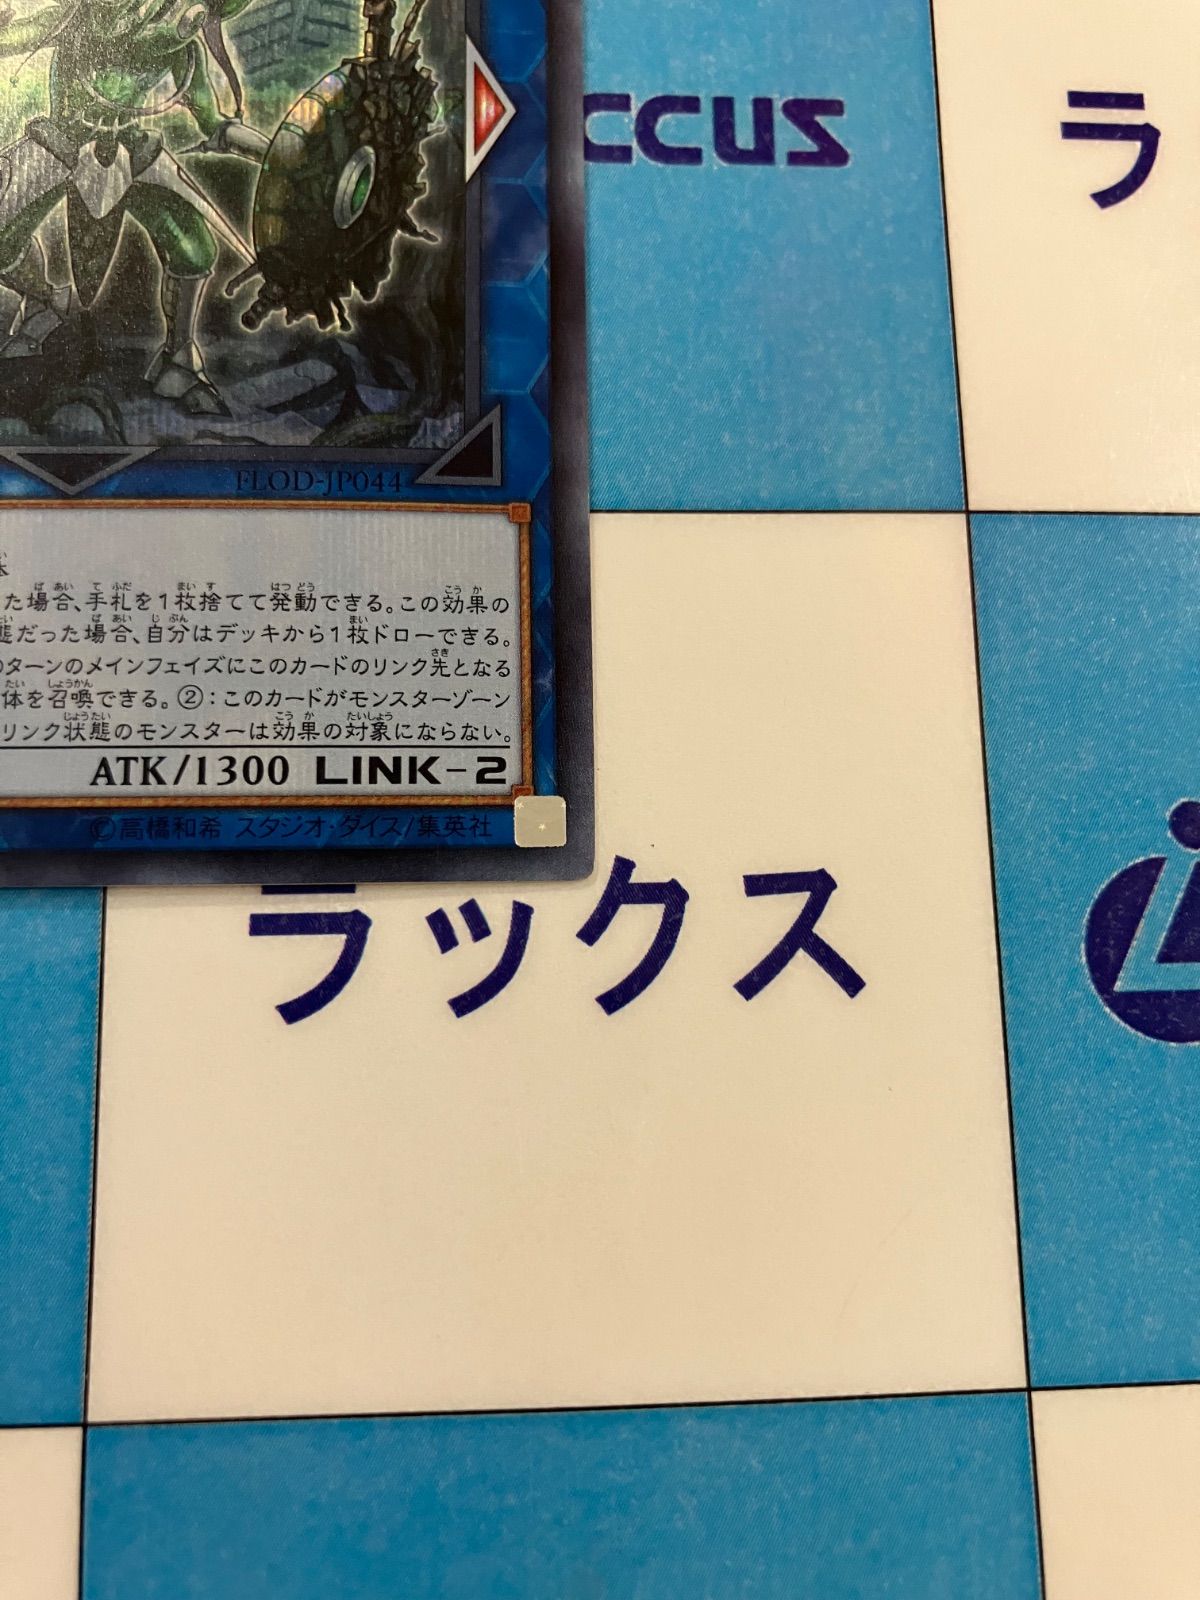 ccus
ラ
FLOD-JP044
た場合、手札を1枚捨てて発動できる。この効果の
態だった場合、自分はデッキから1枚ドローできる。
のターンのメインフェイズにこのカードのリンク先となる
体を召喚できる。②：このカードがモンスターゾーン
リンク状態のモンスターは効果の対象にならない。
ATK/1300 LINK-2
©高橋和希 スタジオ・ダイス/集英社
ラックス